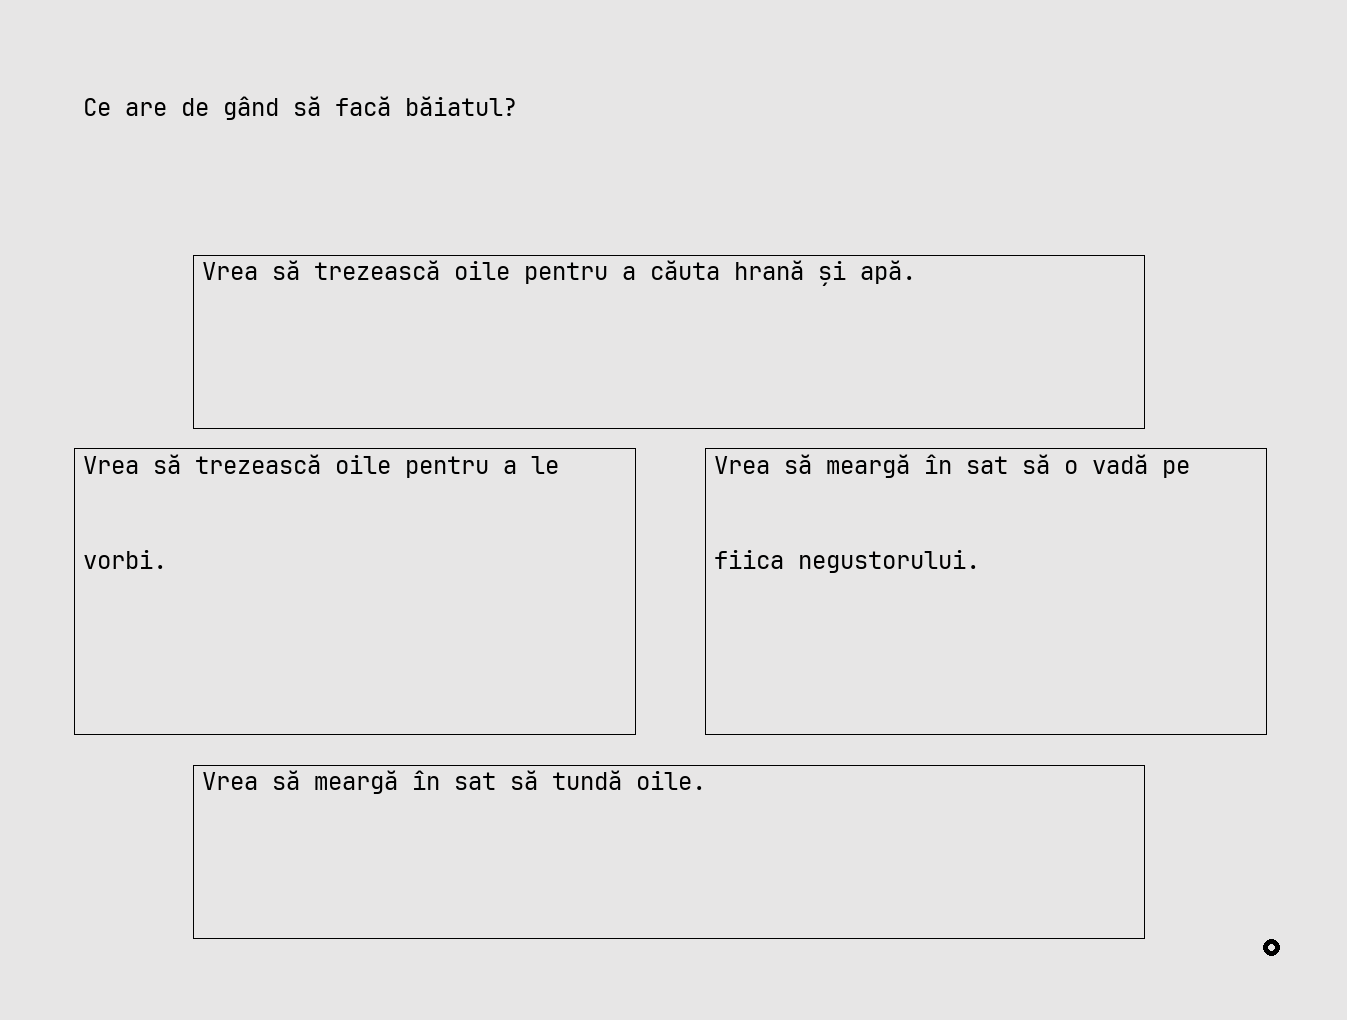 Ce are de gând să facă băiatul?
Vrea să trezească oile pentru a căuta hrană și apă.
Vrea să trezească oile pentru a le
vorbi.
Vrea să meargă în sat să o vadă pe
fiica negustorului.
Vrea să meargă în sat să tundă oile.